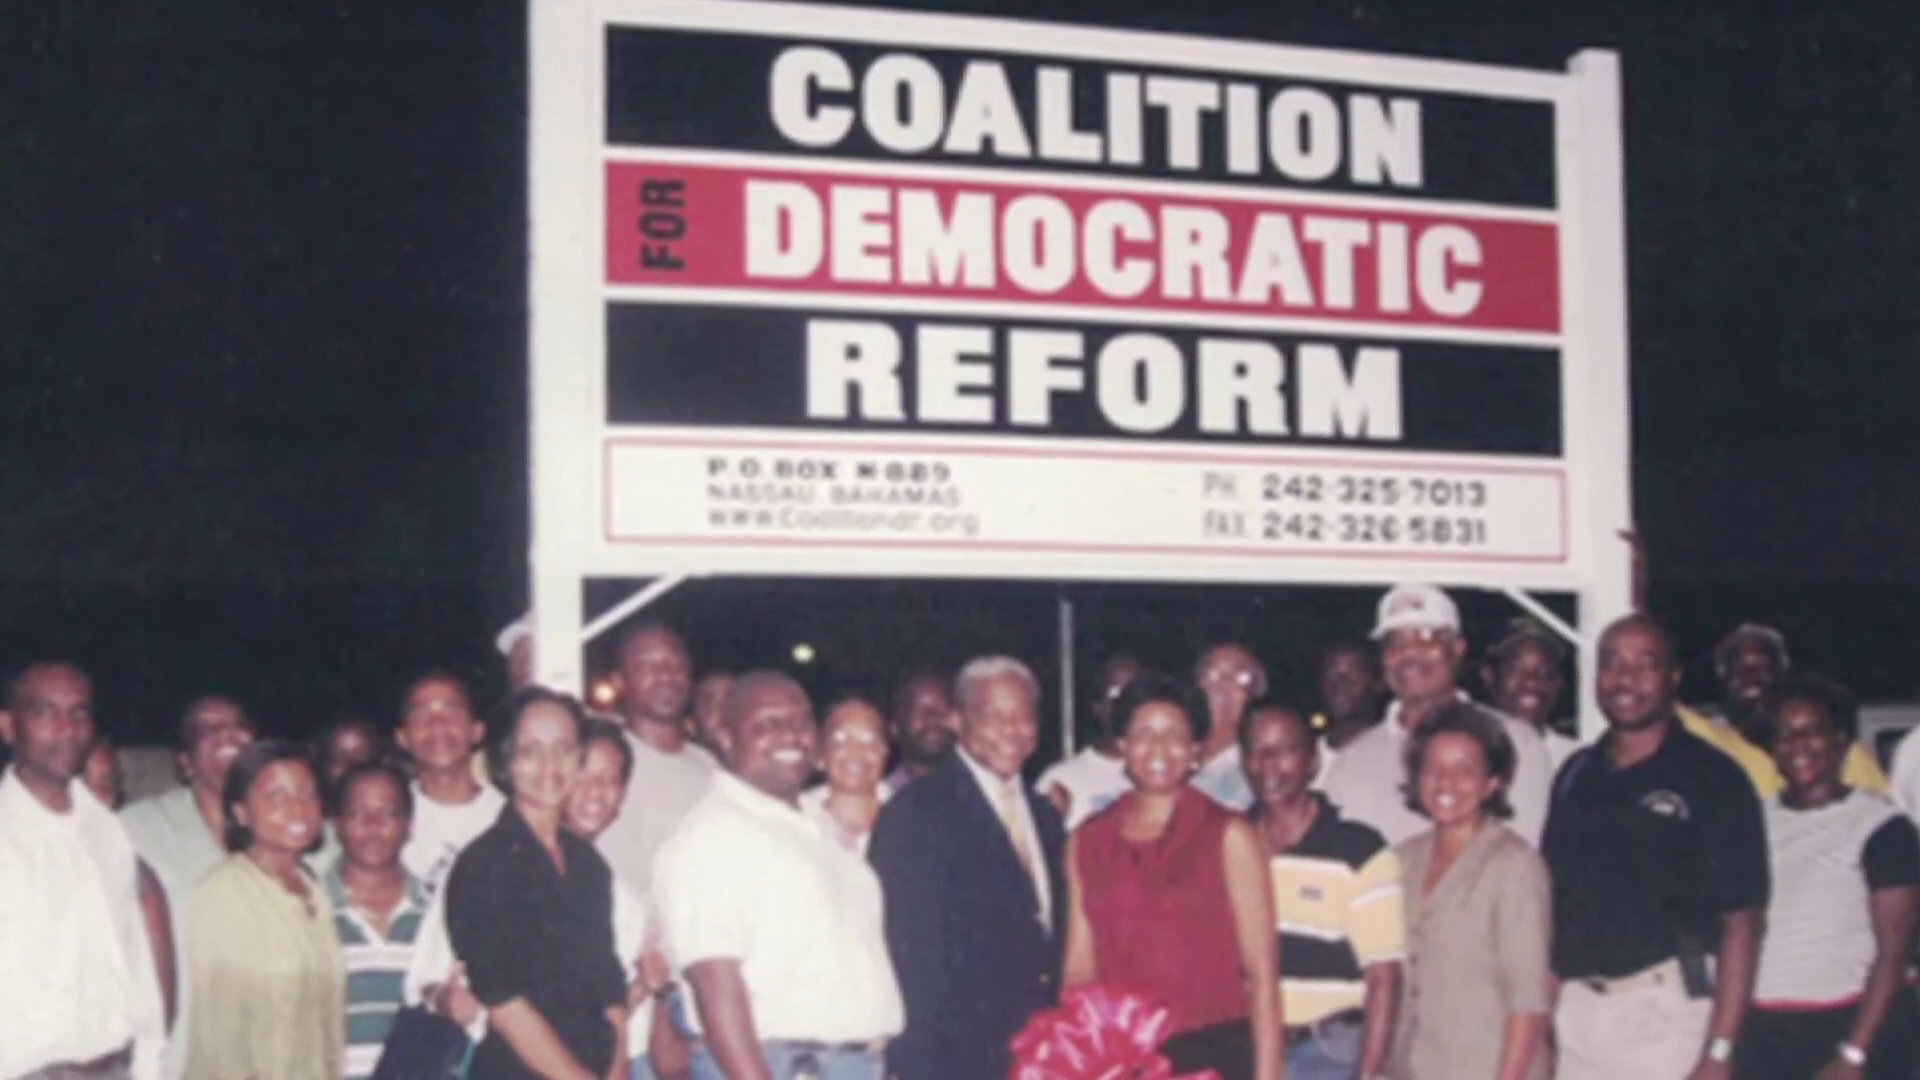 COALITION
FOR DEMOCRATIC
REFORM
P.O. BOX N-889
NASSAU, BAHAMAS
www.Coalitiondr.org
PH. 242-325-7013
FAX. 242-326-5831